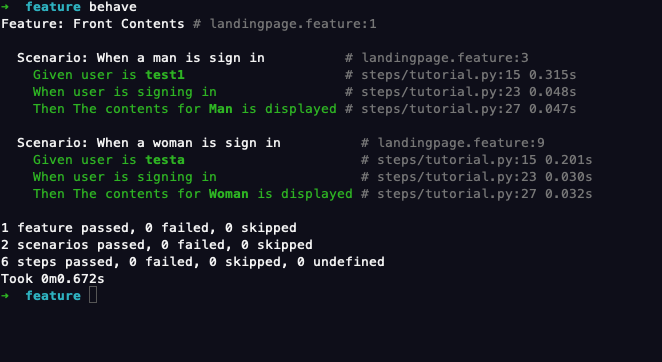 ➜ feature behave
Feature: Front Contents # landingpage.feature:1
Scenario: When a man is sign in # landingpage.feature:3
Given user is test1 # steps/tutorial.py:15 0.315s
When user is signing in # steps/tutorial.py:23 0.048s
Then The contents for Man is displayed # steps/tutorial.py:27 0.047s
Scenario: When a woman is sign in # landingpage.feature:9
Given user is testa # steps/tutorial.py:15 0.201s
When user is signing in # steps/tutorial.py:23 0.030s
Then The contents for Woman is displayed # steps/tutorial.py:27 0.032s
1 feature passed, 0 failed, 0 skipped
2 scenarios passed, 0 failed, 0 skipped
6 steps passed, 0 failed, 0 skipped, 0 undefined
Took 0m0.672s
➜ feature